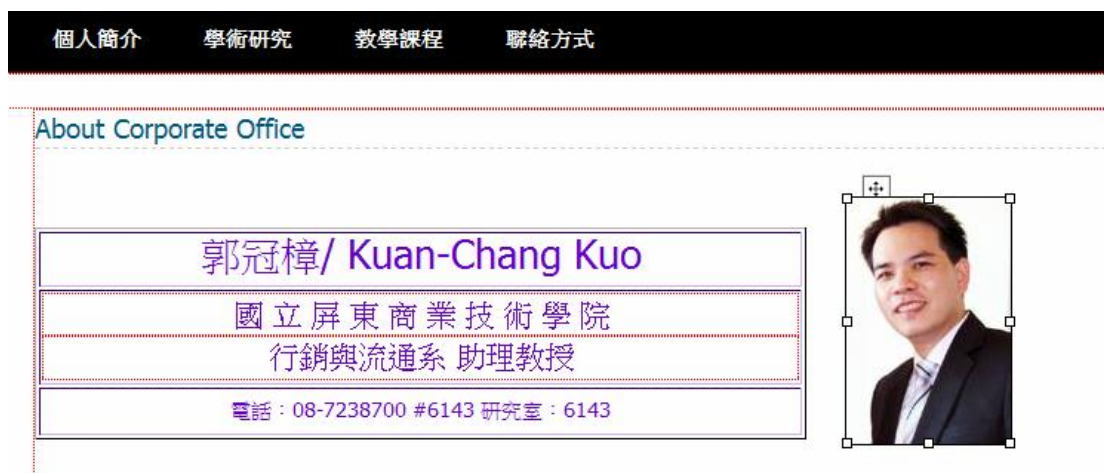 個人簡介 學術研究 教學課程 聯絡方式
About Corporate Office
郭冠樟/ Kuan-Chang Kuo
國立屏東商業技術學院
行銷與流通系 助理教授
電話：08-7238700 #6143 研究室：6143